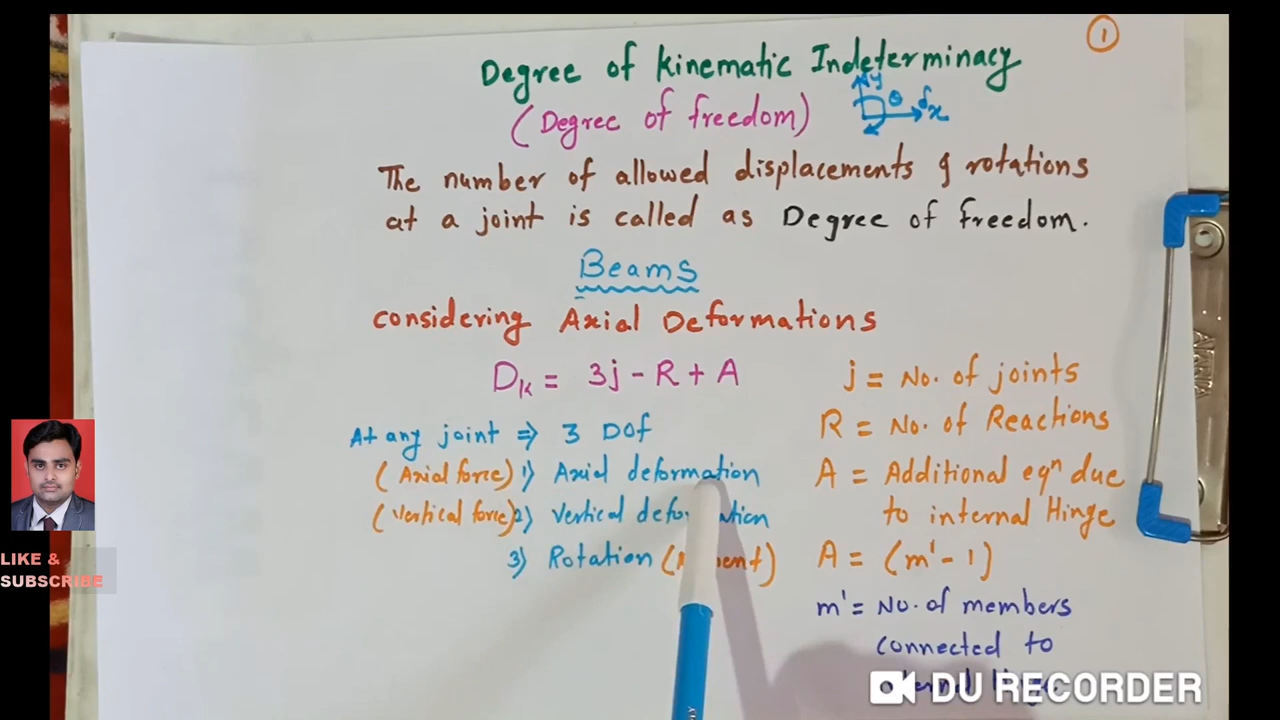 1
Degree of kinematic Indeterminacy
(Degree of freedom)
θ δx
The number of allowed displacements & rotations
at a joint is called as Degree of freedom.
Beams
considering Axial Deformations
Dk = 3j - R + A
j = No. of joints
R = No. of Reactions
A = Additional eqn due
to internal Hinge
A = (m' - 1)
m' = No. of members
connected to
At any joint ⇒ 3 DOf
(Axial force) 1) Axial deformation
(Vertical force) 2) Vertical
3) Rotation
LIKE &
SUBSCRIBE
DU RECORDER